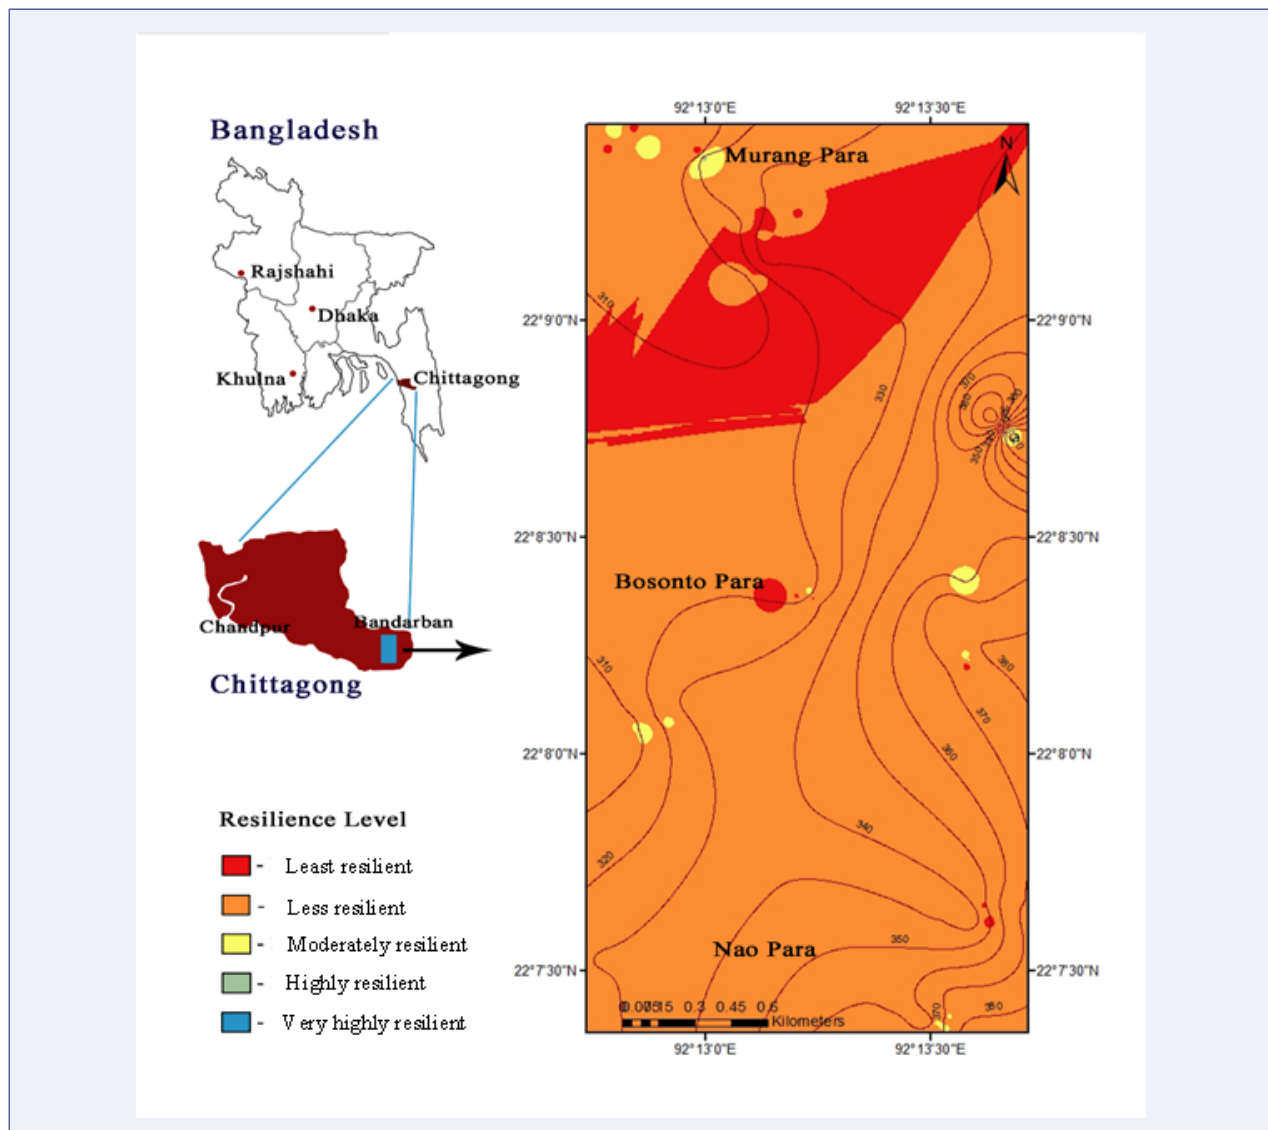 Bangladesh
Rajshahi
Dhaka
Khulna
Chittagong
Chandpur
Bandarban
Chittagong
Resilience Level
- Least resilient
- Less resilient
- Moderately resilient
- Highly resilient
- Very highly resilient
92°13'0"E 92°13'30"E
N
Murang Para
310
22°9'0"N 22°9'0"N
370
330
350
22°8'30"N 22°8'30"N
Bosonto Para
310
380
370
22°8'0"N 22°8'0"N
360
340
320
350
Nao Para
22°7'30"N 22°7'30"N
370
0.3 0.45 0.6
Kilometers
92°13'0"E 92°13'30"E